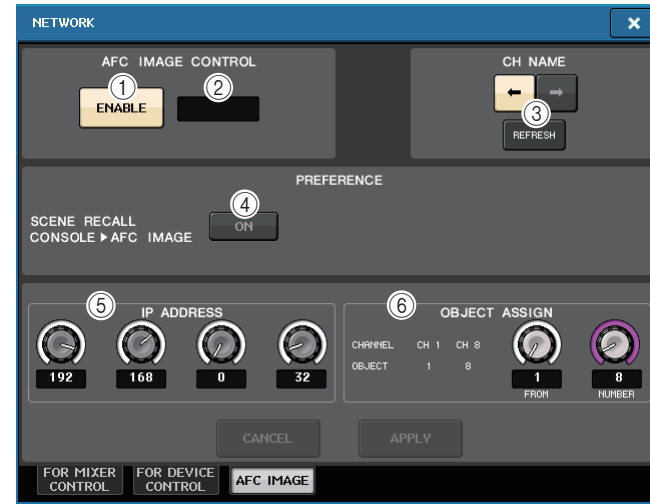 NETWORK
×
AFC IMAGE CONTROL
① ②
ENABLE
CH NAME
← →
③
REFRESH
PREFERENCE
④
SCENE RECALL
CONSOLE ▶ AFC IMAGE
ON
⑤ IP ADDRESS
192 168 0 32
⑥ OBJECT ASSIGN
CHANNEL CH 1 CH 8
OBJECT 1 8
1 8
FROM NUMBER
CANCEL APPLY
FOR MIXER CONTROL
FOR DEVICE CONTROL
AFC IMAGE